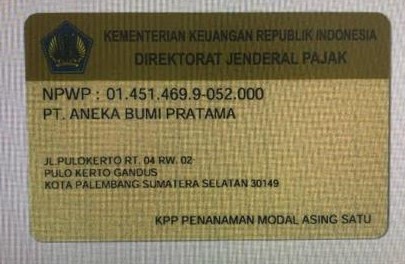 KEMENTERIAN KEUANGAN REPUBLIK INDONESIA
DIREKTORAT JENDERAL PAJAK
NPWP : 01.451.469.9-052.000
PT. ANEKA BUMI PRATAMA
JL.PULOKERTO RT. 04 RW. 02
PULO KERTO GANDUS
KOTA PALEMBANG SUMATERA SELATAN 30149
KPP PENANAMAN MODAL ASING SATU